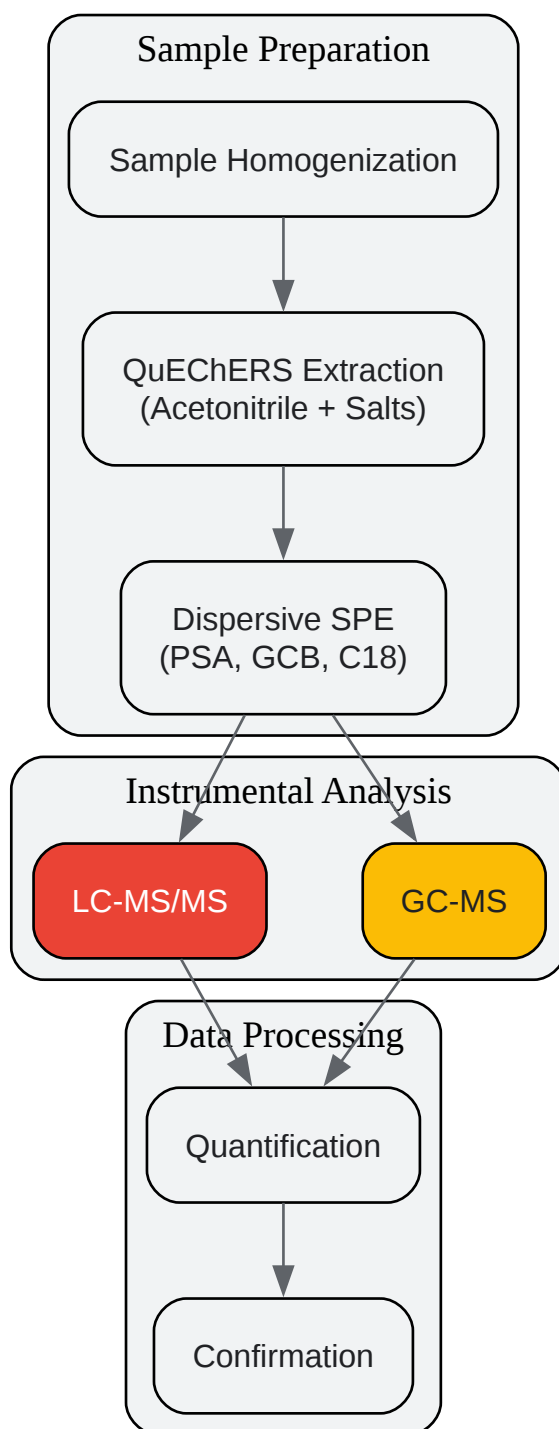 Sample Preparation
Sample Homogenization
QuEChERS Extraction
(Acetonitrile + Salts)
Dispersive SPE
(PSA, GCB, C18)
Instrumental Analysis
LC-MS/MS
GC-MS
Data Processing
Quantification
Confirmation